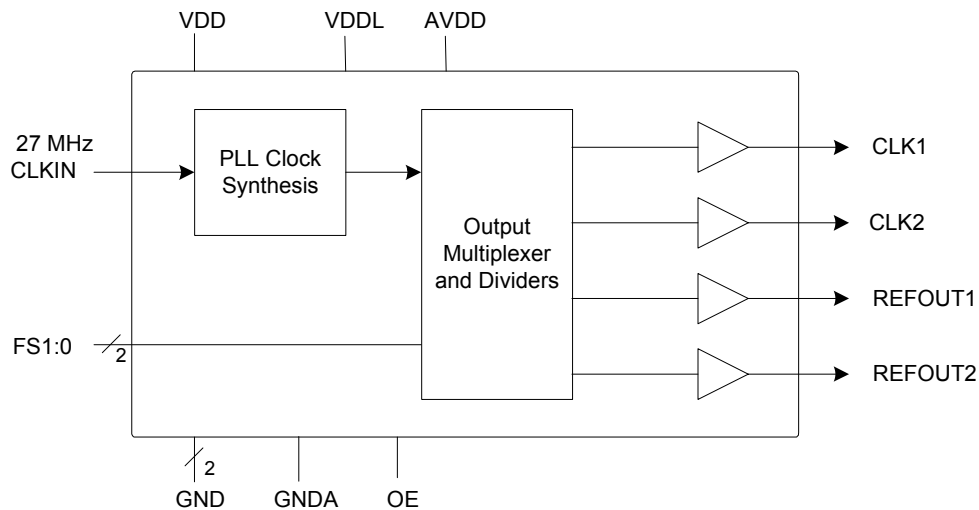 VDD
VDDL
AVDD
27 MHz
CLKIN
PLL Clock
Synthesis
Output
Multiplexer
and Dividers
CLK1
CLK2
REFOUT1
REFOUT2
FS1:0
2
2
GND
GNDA
OE